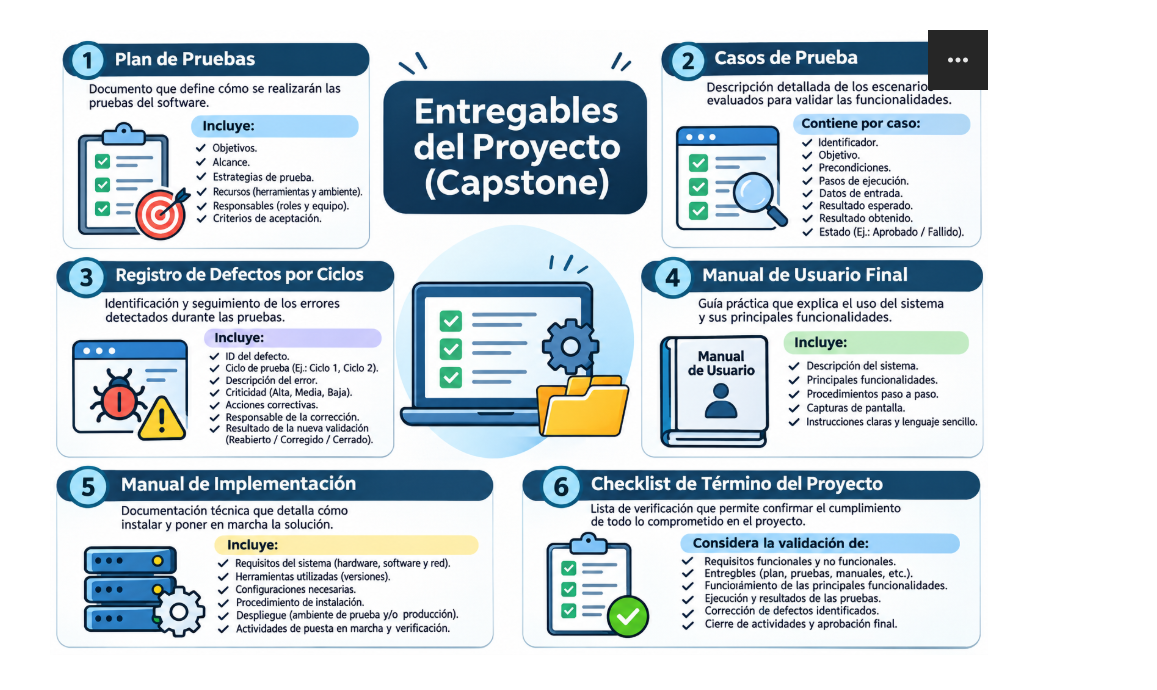 Entregables
del Proyecto
(Capstone)
1
Plan de Pruebas
Documento que define cómo se realizarán las
pruebas del software.
Incluye:
Objetivos.
Alcance.
Estrategias de prueba.
Recursos (herramientas y ambiente).
Responsables (roles y equipo).
Criterios de aceptación.
2
Casos de Prueba
Descripción detallada de los escenarios
evaluados para validar las funcionalidades.
Contiene por caso:
Identificador.
Objetivo.
Precondiciones.
Pasos de ejecución.
Datos de entrada.
Resultado esperado.
Resultado obtenido.
Estado (Ej.: Aprobado / Fallido).
3
Registro de Defectos por Ciclos
Identificación y seguimiento de los errores
detectados durante las pruebas.
Incluye:
ID del defecto.
Ciclo de prueba (Ej.: Ciclo 1, Ciclo 2).
Descripción del error.
Criticidad (Alta, Media, Baja).
Acciones correctivas.
Responsable de la corrección.
Resultado de la nueva validación
(Reabierto / Corregido / Cerrado).
4
Manual de Usuario Final
Guía práctica que explica el uso del sistema
y sus principales funcionalidades.
Manual
de Usuario
Incluye:
Descripción del sistema.
Principales funcionalidades.
Procedimientos paso a paso.
Capturas de pantalla.
Instrucciones claras y lenguaje sencillo.
5
Manual de Implementación
Documentación técnica que detalla cómo
instalar y poner en marcha la solución.
Incluye:
Requisitos del sistema (hardware, software y red).
Herramientas utilizadas (versiones).
Configuraciones necesarias.
Procedimiento de instalación.
Despliegue (ambiente de prueba y/o producción).
Actividades de puesta en marcha y verificación.
6
Checklist de Término del Proyecto
Lista de verificación que permite confirmar el cumplimiento
de todo lo comprometido en el proyecto.
Considera la validación de:
Requisitos funcionales y no funcionales.
Entregbles (plan, pruebas, manuales, etc.).
Funcioıámiento de las principales funcionalidades.
Ejecución y resultados de las pruebas.
Corrección de defectos identificados.
Cierre de actividades y aprobación final.